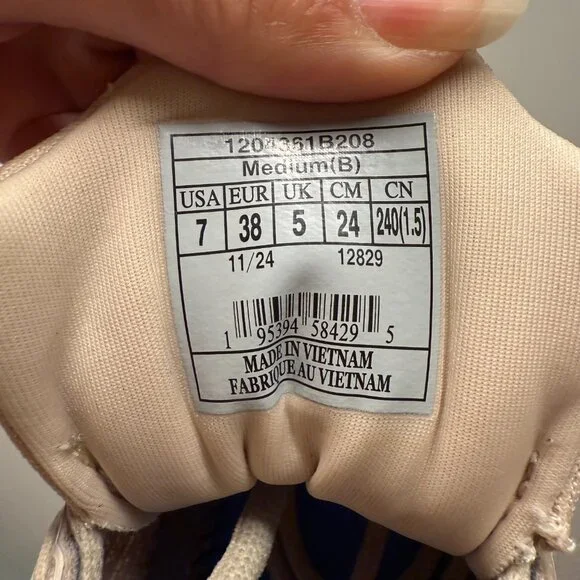 1204361B208
Medium(B)
USA EUR UK CM CN
7 38 5 24 240(1.5)
11/24 12829
1 95394 58429 5
MADE IN VIETNAM
FABRIQUE AU VIETNAM